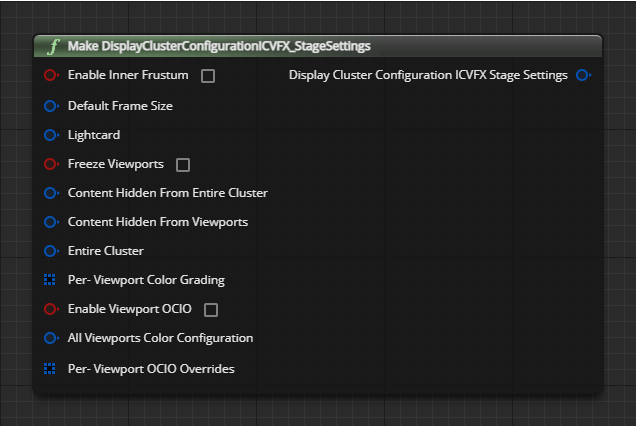 f Make DisplayClusterConfigurationICVFX_StageSettings
Enable Inner Frustum Display Cluster Configuration ICVFX Stage Settings
Default Frame Size
Lightcard
Freeze Viewports
Content Hidden From Entire Cluster
Content Hidden From Viewports
Entire Cluster
Per- Viewport Color Grading
Enable Viewport OCIO
All Viewports Color Configuration
Per- Viewport OCIO Overrides